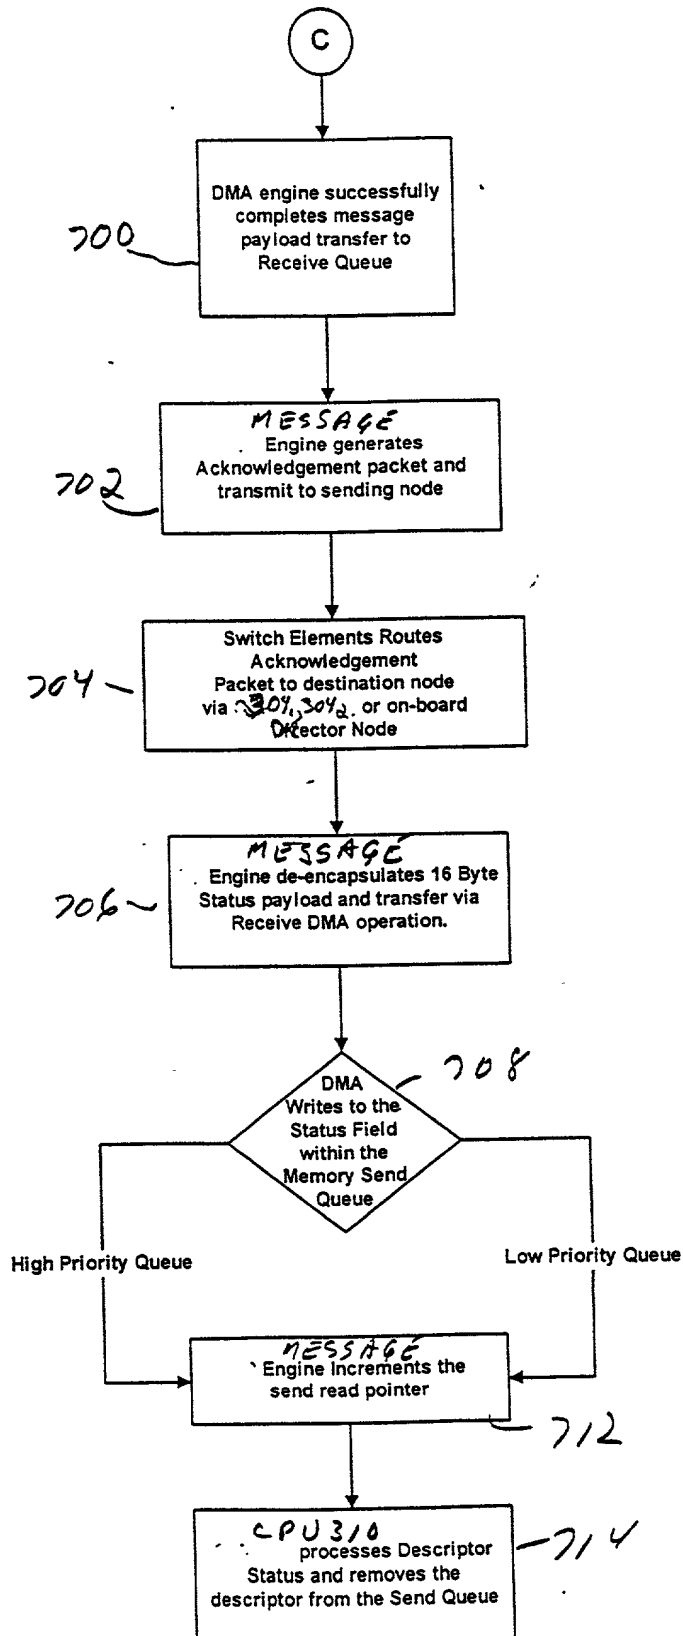 C
DMA engine successfully
completes message
payload transfer to
Receive Queue
700
MESSAGE
Engine generates
Acknowledgement packet and
transmit to sending node
702
Switch Elements Routes
Acknowledgement
Packet to destination node
via 304₁, 304₂ or on-board
Director Node
704
MESSAGE
Engine de-encapsulates 16 Byte
Status payload and transfer via
Receive DMA operation.
706
708
DMA
Writes to the
Status Field
within the
Memory Send
Queue
High Priority Queue
Low Priority Queue
MESSAGE
Engine Increments the
send read pointer
712
CPU 310
processes Descriptor
Status and removes the
descriptor from the Send Queue
714